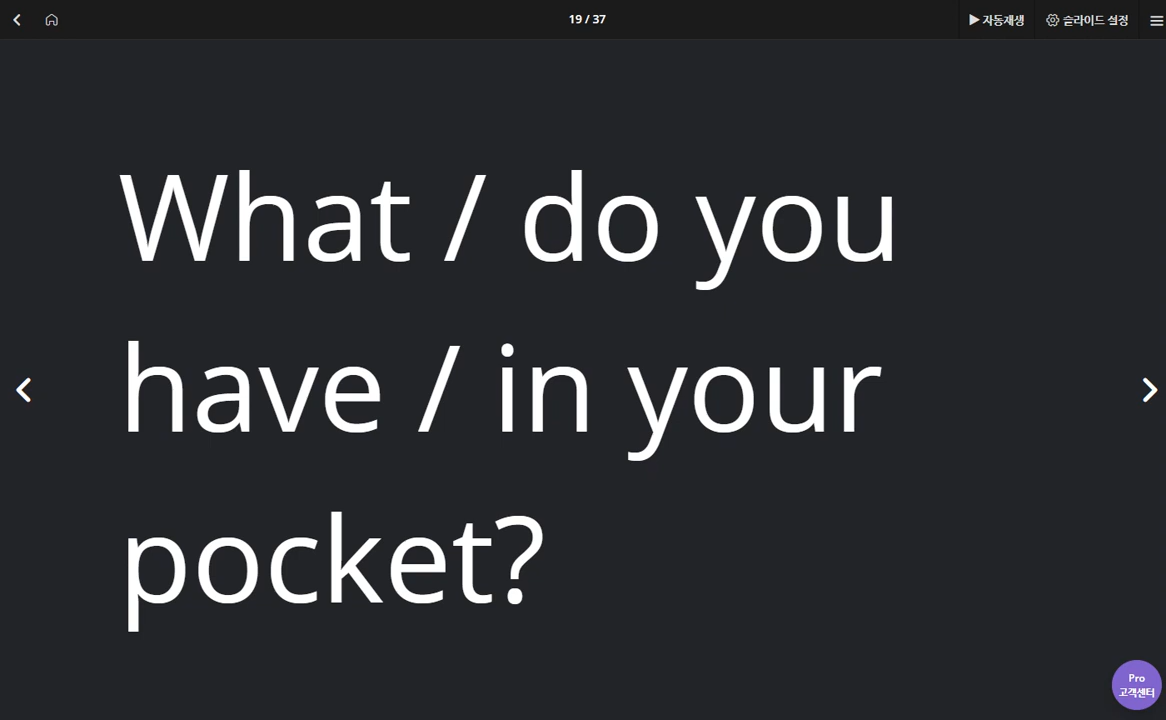 19 / 37
자동재생
슬라이드 설정
What / do you
have / in your
pocket?
Pro
고객센터